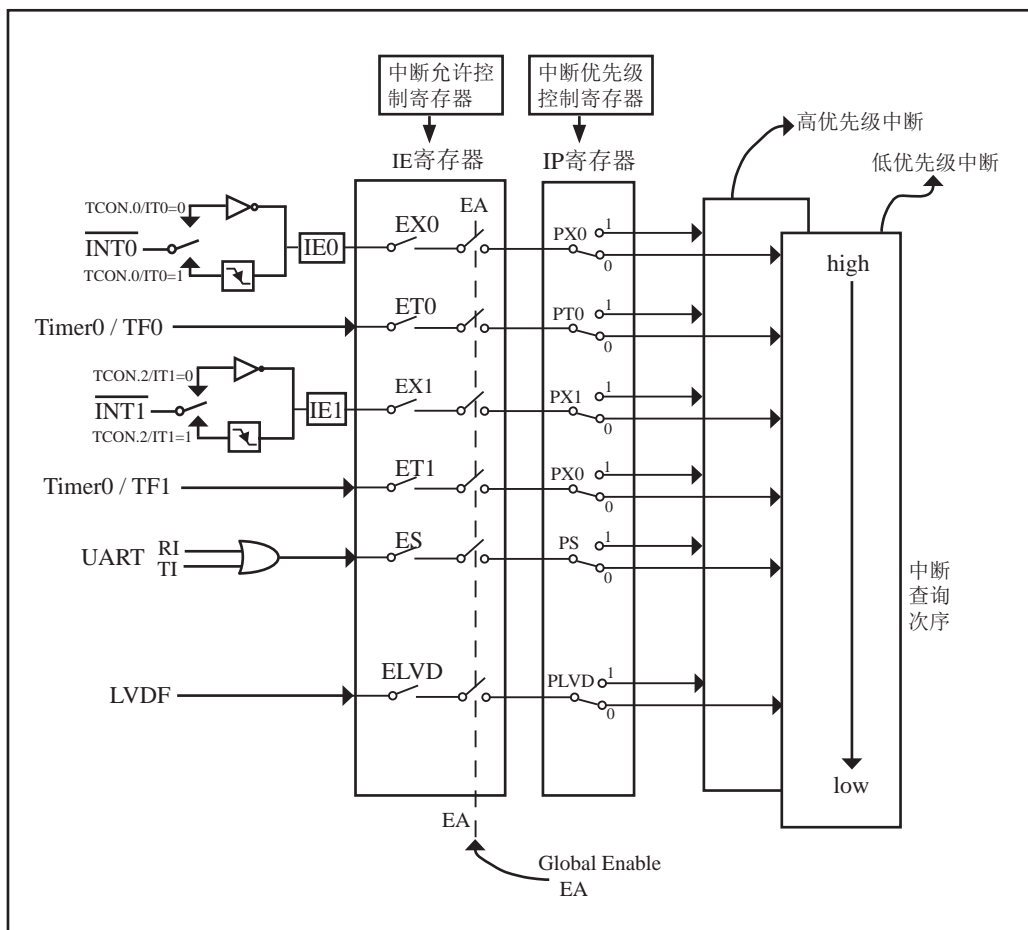 中断允许控
制寄存器
中断优先级
控制寄存器
高优先级中断
低优先级中断
IE寄存器
IP寄存器
EA
TCON.0/IT0=0
INT0
TCON.0/IT0=1
IE0
EX0
PX0
1
0
high
Timer0 / TF0
ET0
PT0
1
0
TCON.2/IT1=0
INT1
TCON.2/IT1=1
IE1
EX1
PX1
1
0
Timer0 / TF1
ET1
PX0
1
0
UART
RI
TI
ES
PS
1
0
中断
查询
次序
LVDF
ELVD
PLVD
1
0
low
EA
Global Enable
EA